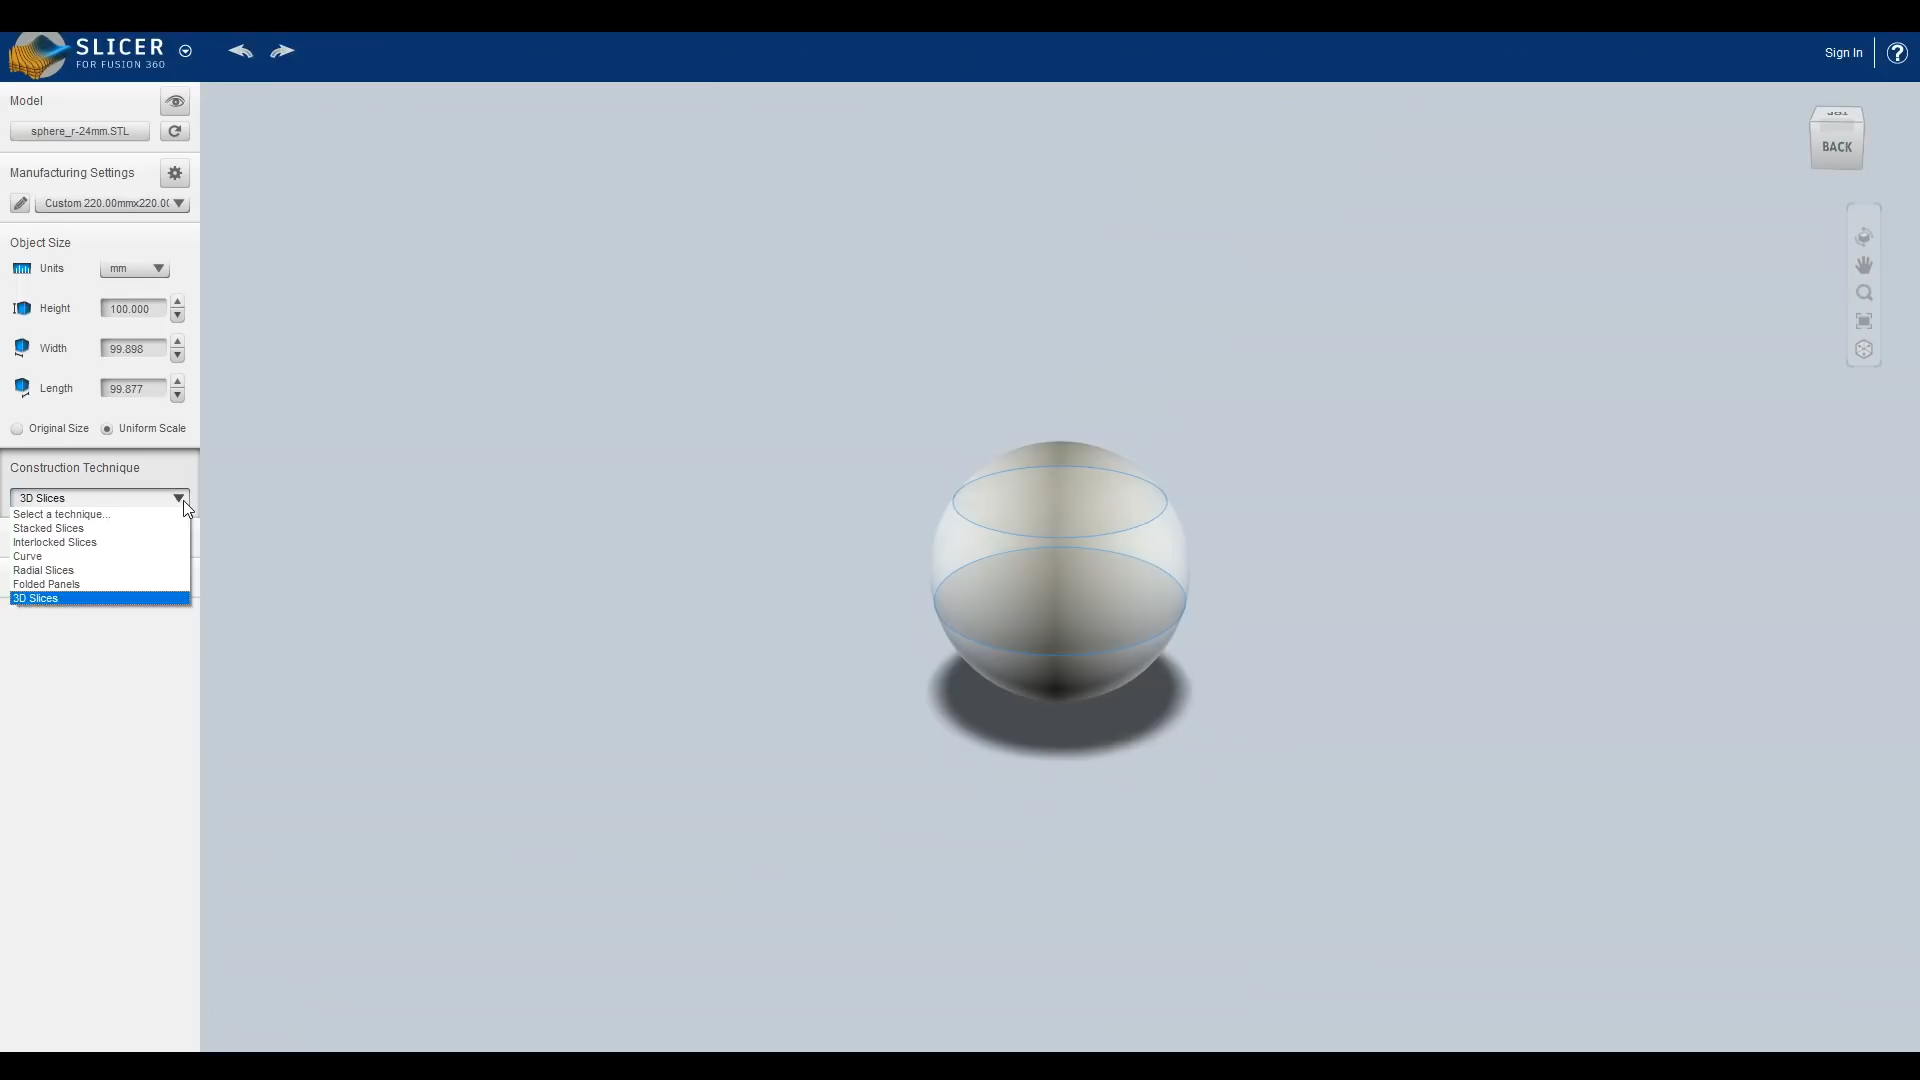 SLICER
FOR FUSION 360
Sign In
?
Model
sphere_r-24mm.STL
Manufacturing Settings
Custom 220.00mmx220.0(
Object Size
Units
mm
Height
100.000
Width
99.898
Length
99.877
Original Size
Uniform Scale
Construction Technique
3D Slices
Select a technique...
Stacked Slices
Interlocked Slices
Curve
Radial Slices
Folded Panels
3D Slices
TOP
BACK